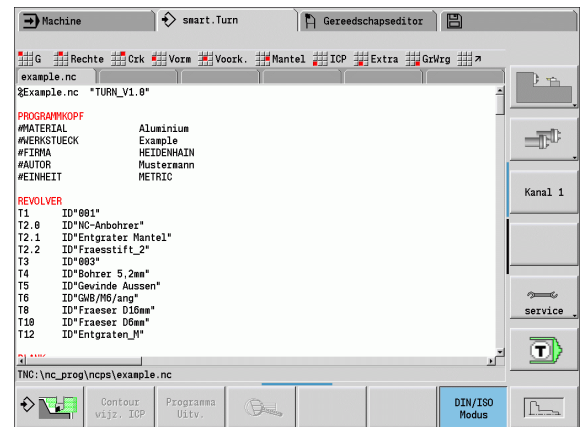 Machine
smart.Turn
Gereedschapseditor
G Rechte Crk Vorm Voork. Mantel ICP Extra GrWrg
example.nc
%Example.nc "TURN_V1.0"
PROGRAMMKOPF
#MATERIAL Aluminium
#WERKSTUECK Example
#FIRMA HEIDENHAIN
#AUTOR Mustermann
#EINHEIT METRIC
REVOLVER
T1 ID"001"
T2.0 ID"NC-Anbohrer"
T2.1 ID"Entgrater Mantel"
T2.2 ID"Fraesstift_2"
T3 ID"003"
T4 ID"Bohrer 5,2mm"
T5 ID"Gewinde Aussen"
T6 ID"GWB/M6/ang"
T8 ID"Fraeser D16mm"
T10 ID"Fraeser D6mm"
T12 ID"Entgraten_M"
TNC:\nc_prog\ncps\example.nc
Kanal 1
service
T
Contour
wijz. ICP
Programma
Uitv.
DIN/ISO
Modus